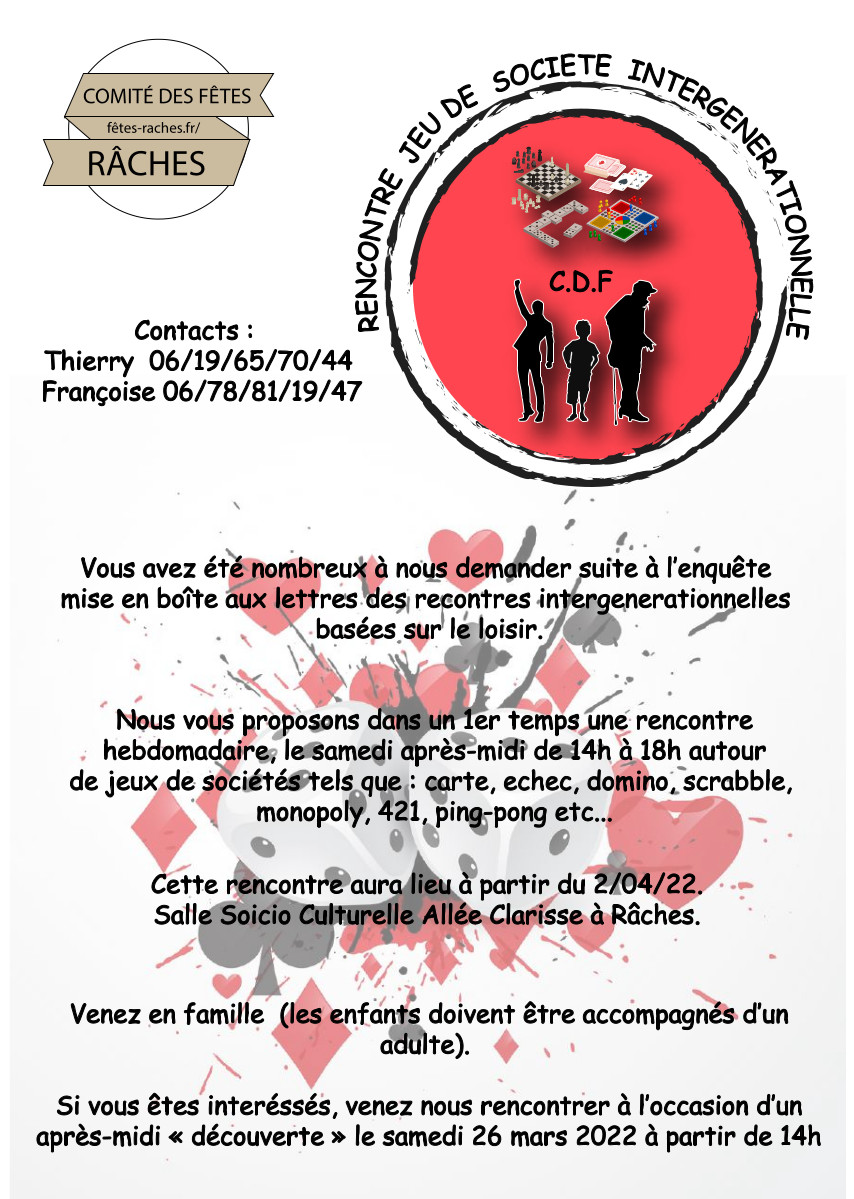 COMITÉ DES FÊTES
fêtes-raches.fr/
RÂCHES
RENCONTRE JEU DE SOCIETE INTERGENERATIONNELLE
C.D.F
Contacts :
Thierry 06/19/65/70/44
Françoise 06/78/81/19/47
Vous avez été nombreux à nous demander suite à l'enquête
mise en boîte aux lettres des recontres intergenerationnelles
basées sur le loisir.
Nous vous proposons dans un 1er temps une rencontre
hebdomadaire, le samedi après-midi de 14h à 18h autour
de jeux de sociétés tels que : carte, echec, domino, scrabble,
monopoly, 421, ping-pong etc...
Cette rencontre aura lieu à partir du 2/04/22.
Salle Soicio Culturelle Allée Clarisse à Râches.
Venez en famille (les enfants doivent être accompagnés d'un
adulte).
Si vous êtes interéssés, venez nous rencontrer à l'occasion d'un
après-midi « découverte » le samedi 26 mars 2022 à partir de 14h